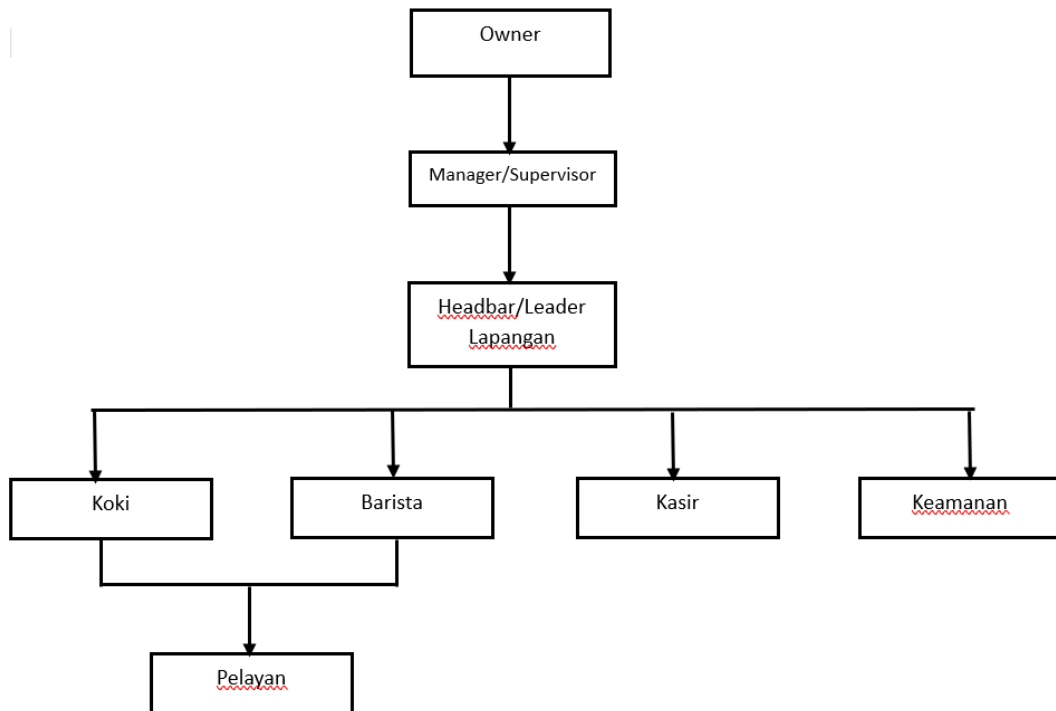 Owner
Manager/Supervisor
Headbar/Leader
Lapangan
Koki
Barista
Kasir
Keamanan
Pelayan